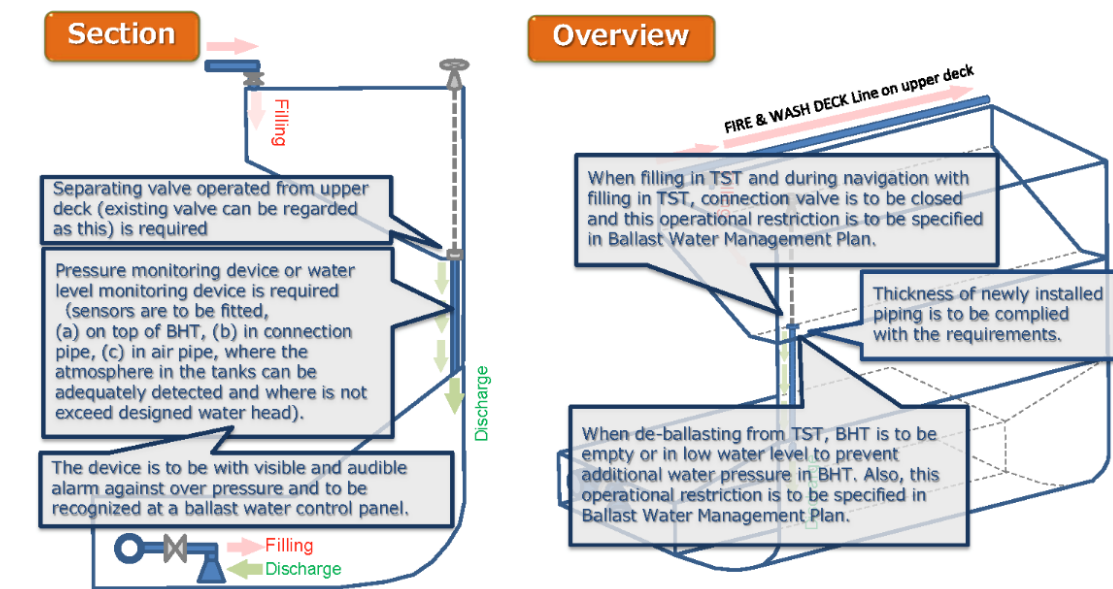 Section
Filling
Separating valve operated from upper
deck (existing valve can be regarded
as this) is required
Pressure monitoring device or water
level monitoring device is required
(sensors are to be fitted,
(a) on top of BHT, (b) in connection
pipe, (c) in air pipe, where the
atmosphere in the tanks can be
adequately detected and where is not
exceed designed water head).
Discharge
The device is to be with visible and audible
alarm against over pressure and to be
recognized at a ballast water control panel.
Filling
Discharge
Overview
FIRE & WASH DECK Line on upper deck
When filling in TST and during navigation with
filling in TST, connection valve is to be closed
and this operational restriction is to be specified
in Ballast Water Management Plan.
Thickness of newly installed
piping is to be complied
with the requirements.
When de-ballasting from TST, BHT is to be
empty or in low water level to prevent
additional water pressure in BHT. Also, this
operational restriction is to be specified in
Ballast Water Management Plan.